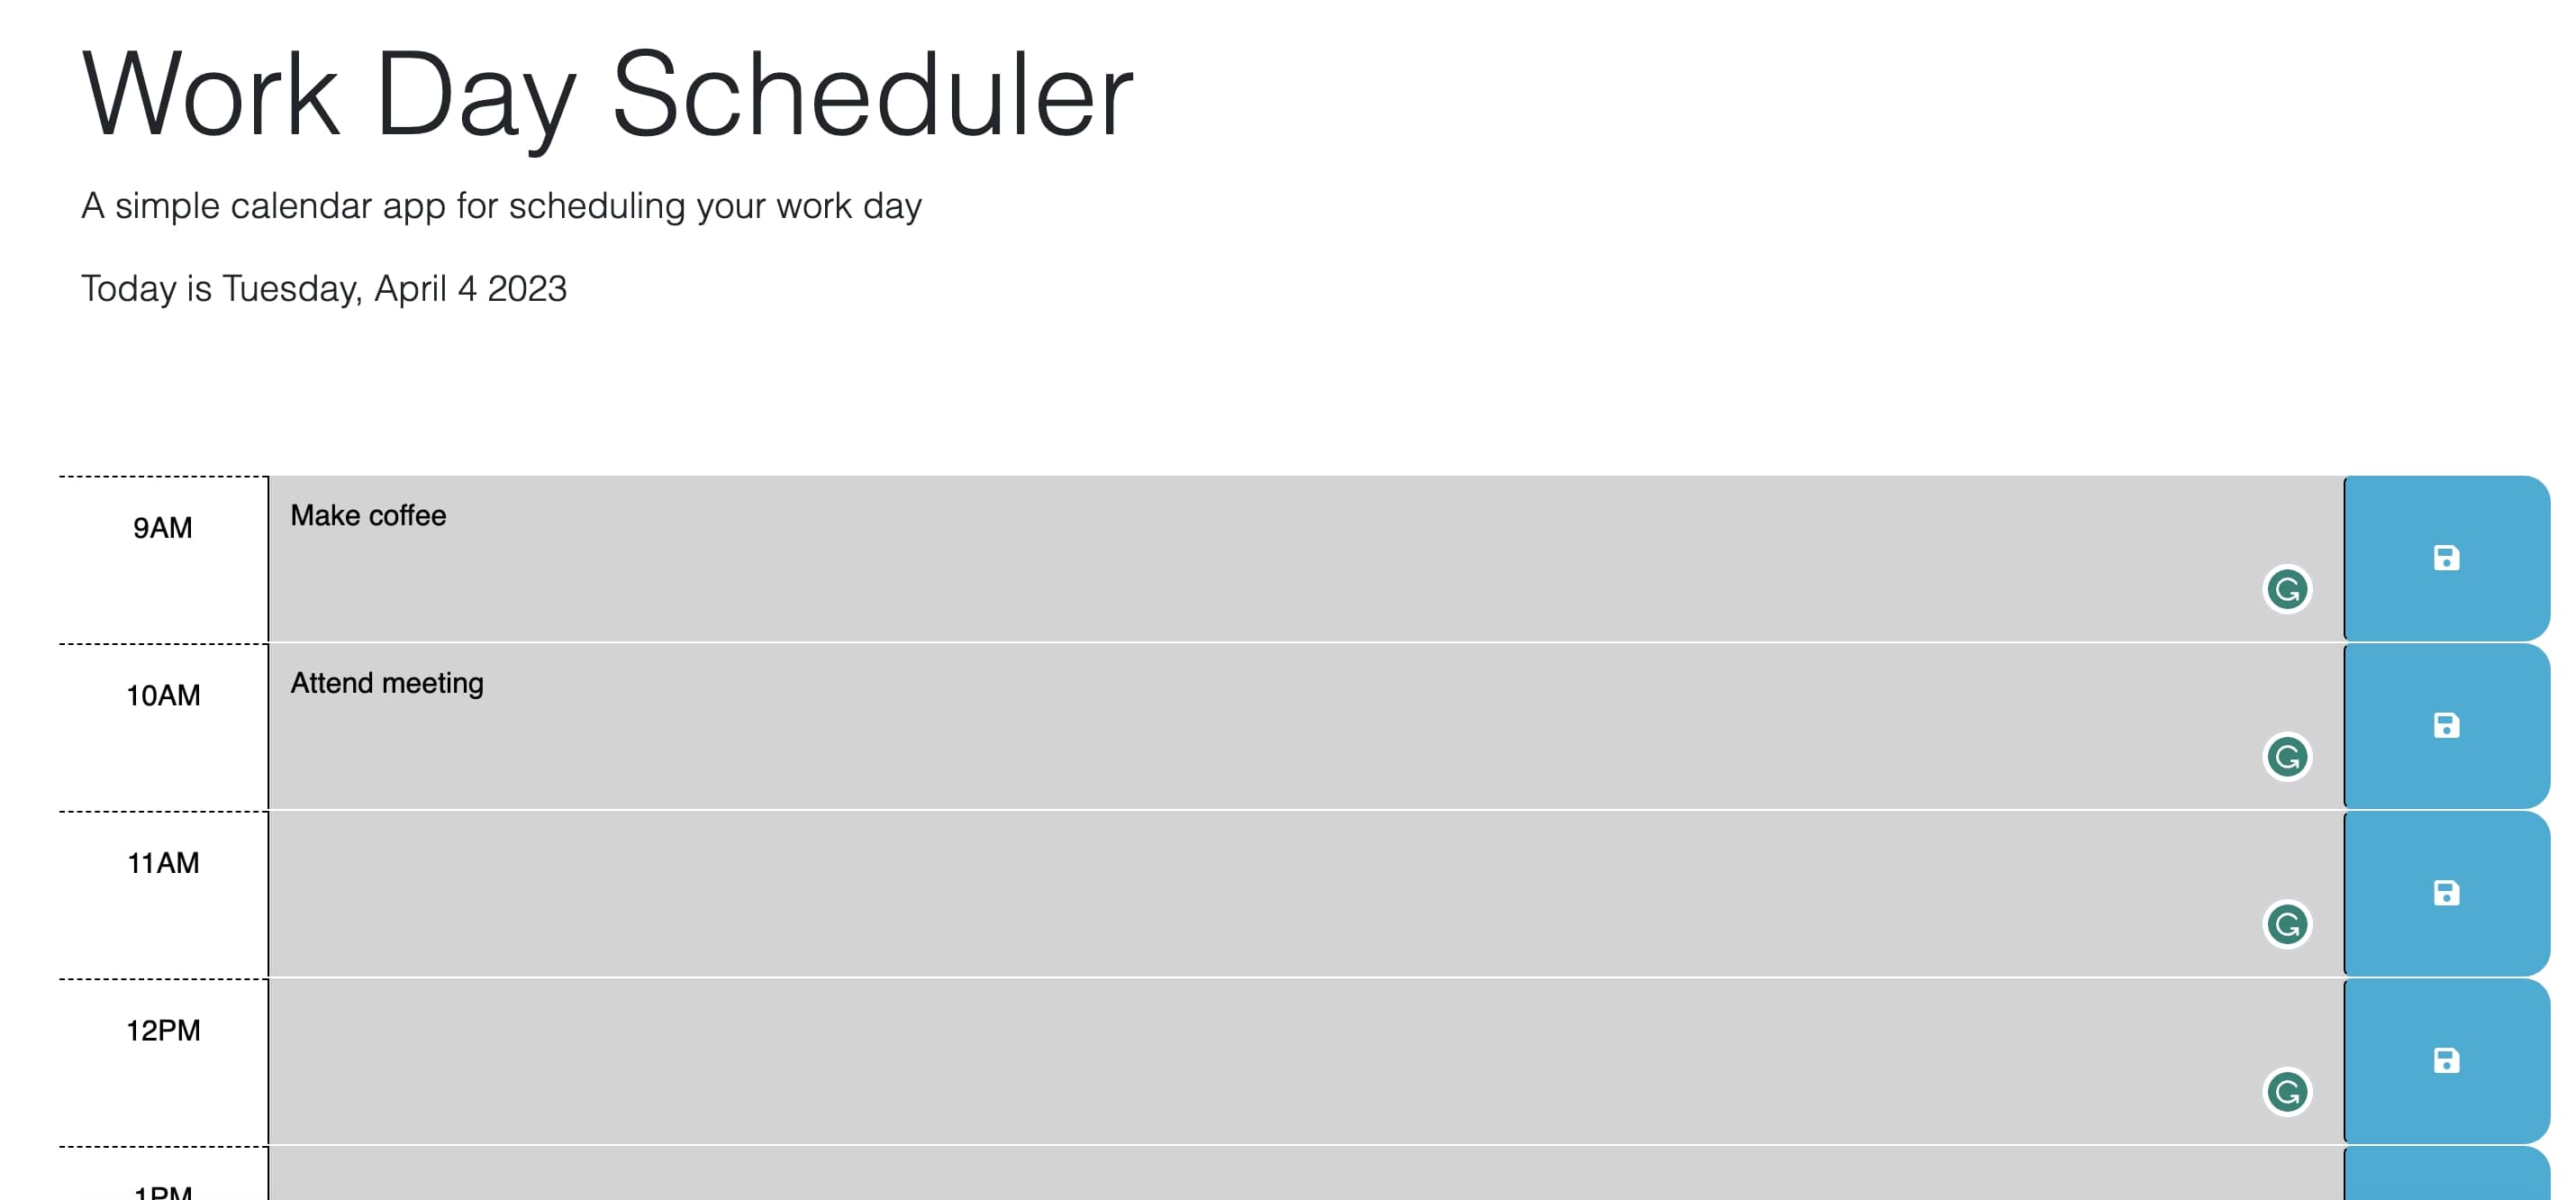 Work Day Scheduler
A simple calendar app for scheduling your work day
Today is Tuesday, April 4 2023
9AM
Make coffee
10AM
Attend meeting
11AM
12PM
1PM